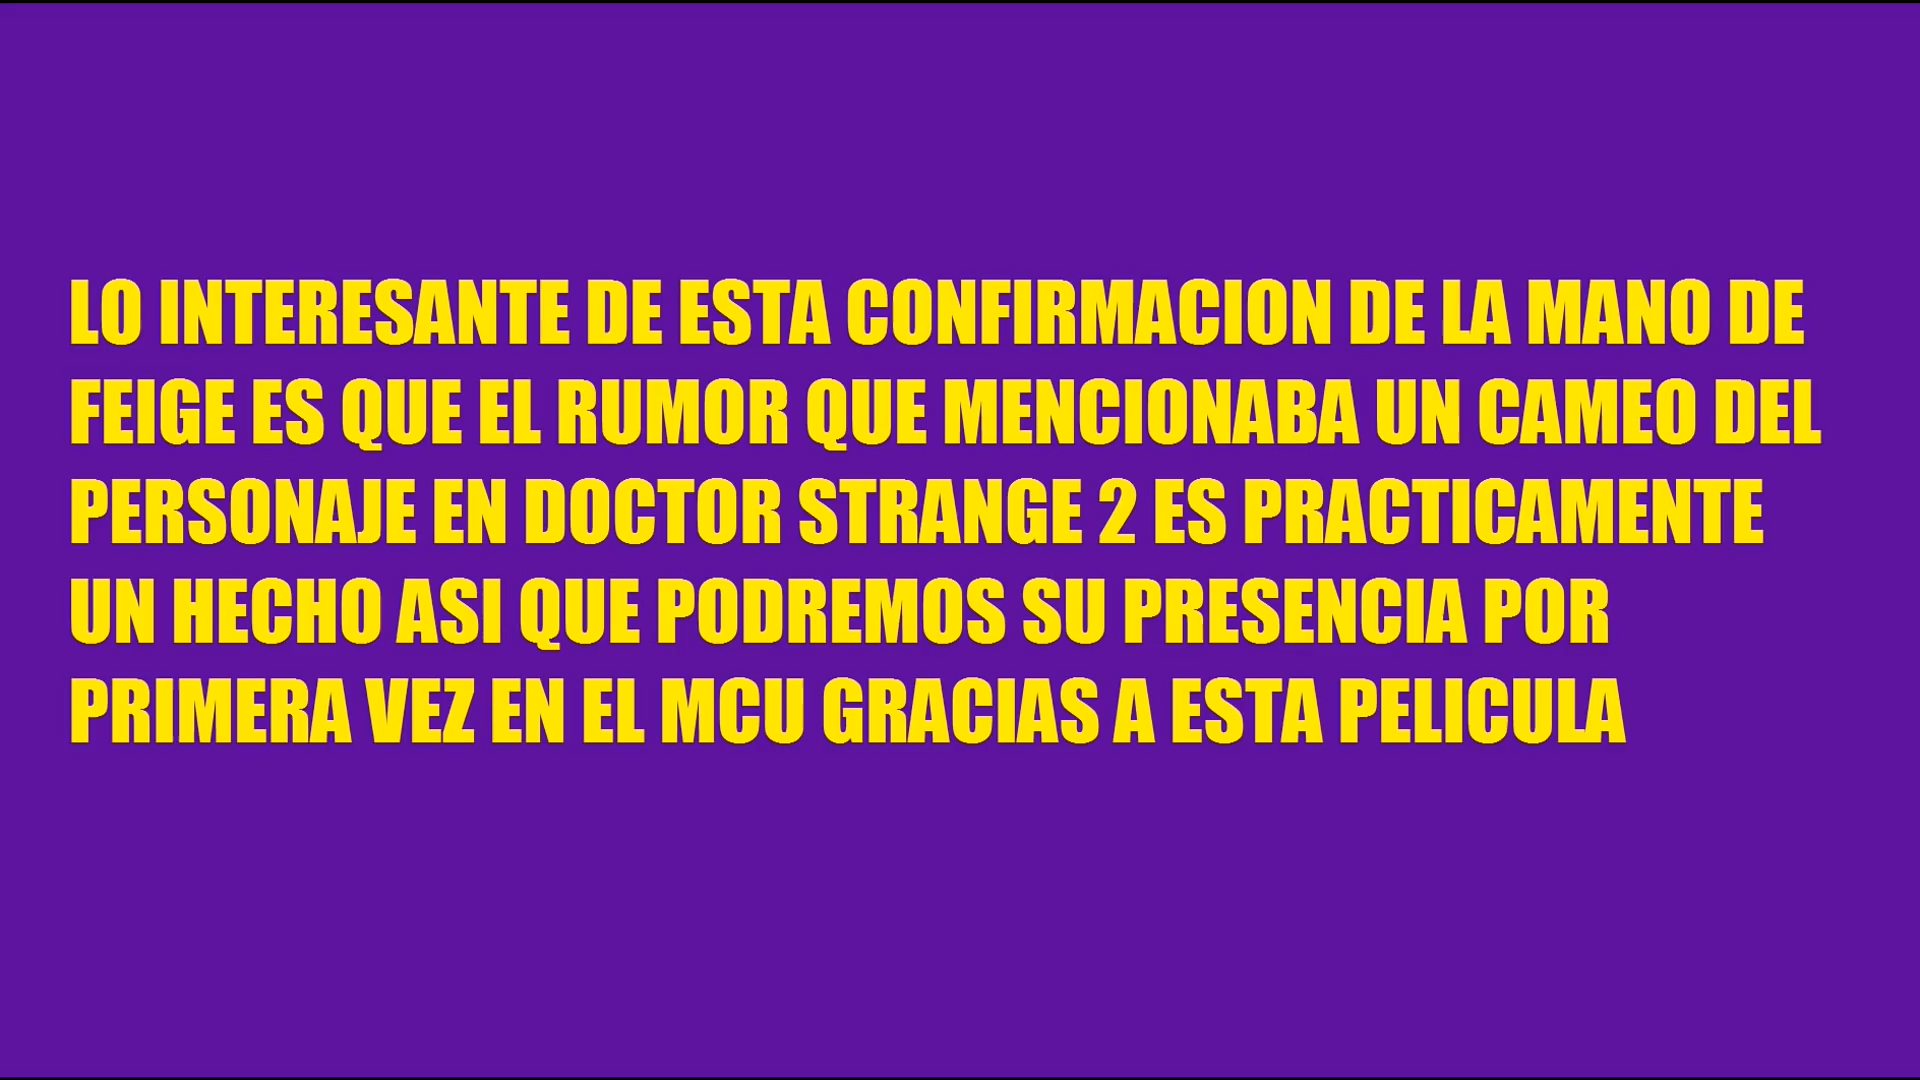 LO INTERESANTE DE ESTA CONFIRMACION DE LA MANO DE
FEIGE ES QUE EL RUMOR QUE MENCIONABA UN CAMEO DEL
PERSONAJE EN DOCTOR STRANGE 2 ES PRACTICAMENTE
UN HECHO ASI QUE PODREMOS SU PRESENCIA POR
PRIMERA VEZ EN EL MCU GRACIAS A ESTA PELICULA